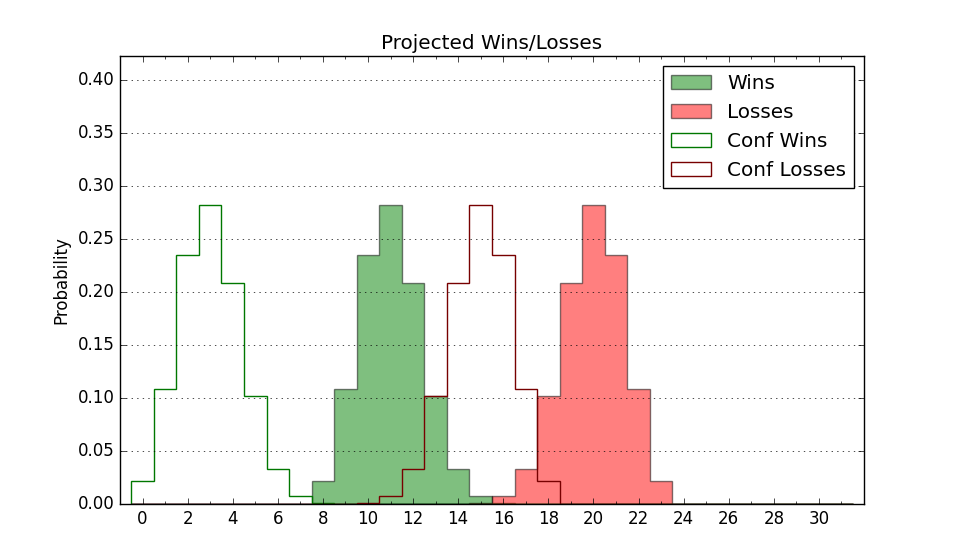 Projected Wins/Losses
Wins
Losses
Conf Wins
Conf Losses
Probability
0.40
0.35
0.30
0.25
0.20
0.15
0.10
0.05
0.00
0 2 4 6 8 10 12 14 16 18 20 22 24 26 28 30